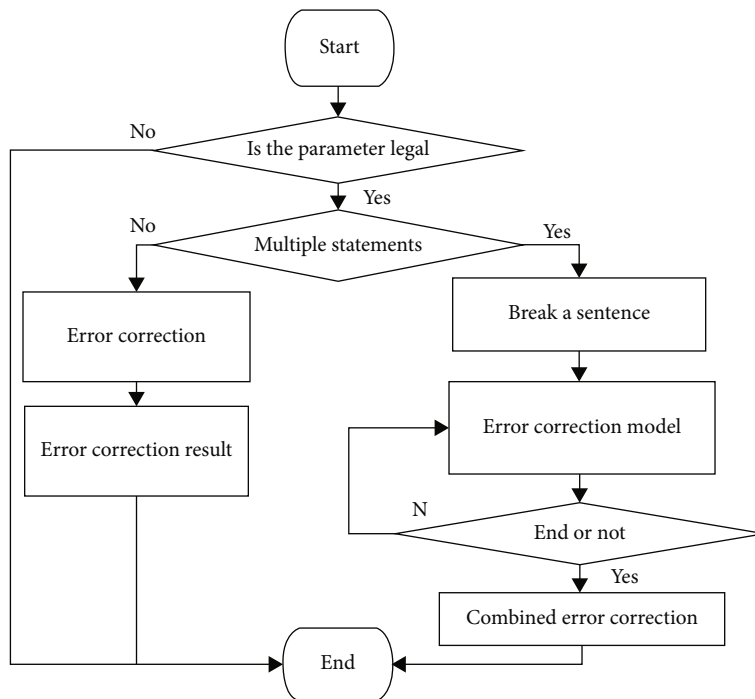 Start
No
Is the parameter legal
Yes
No
Multiple statements
Yes
Error correction
Break a sentence
Error correction result
Error correction model
N
End or not
Yes
Combined error correction
End